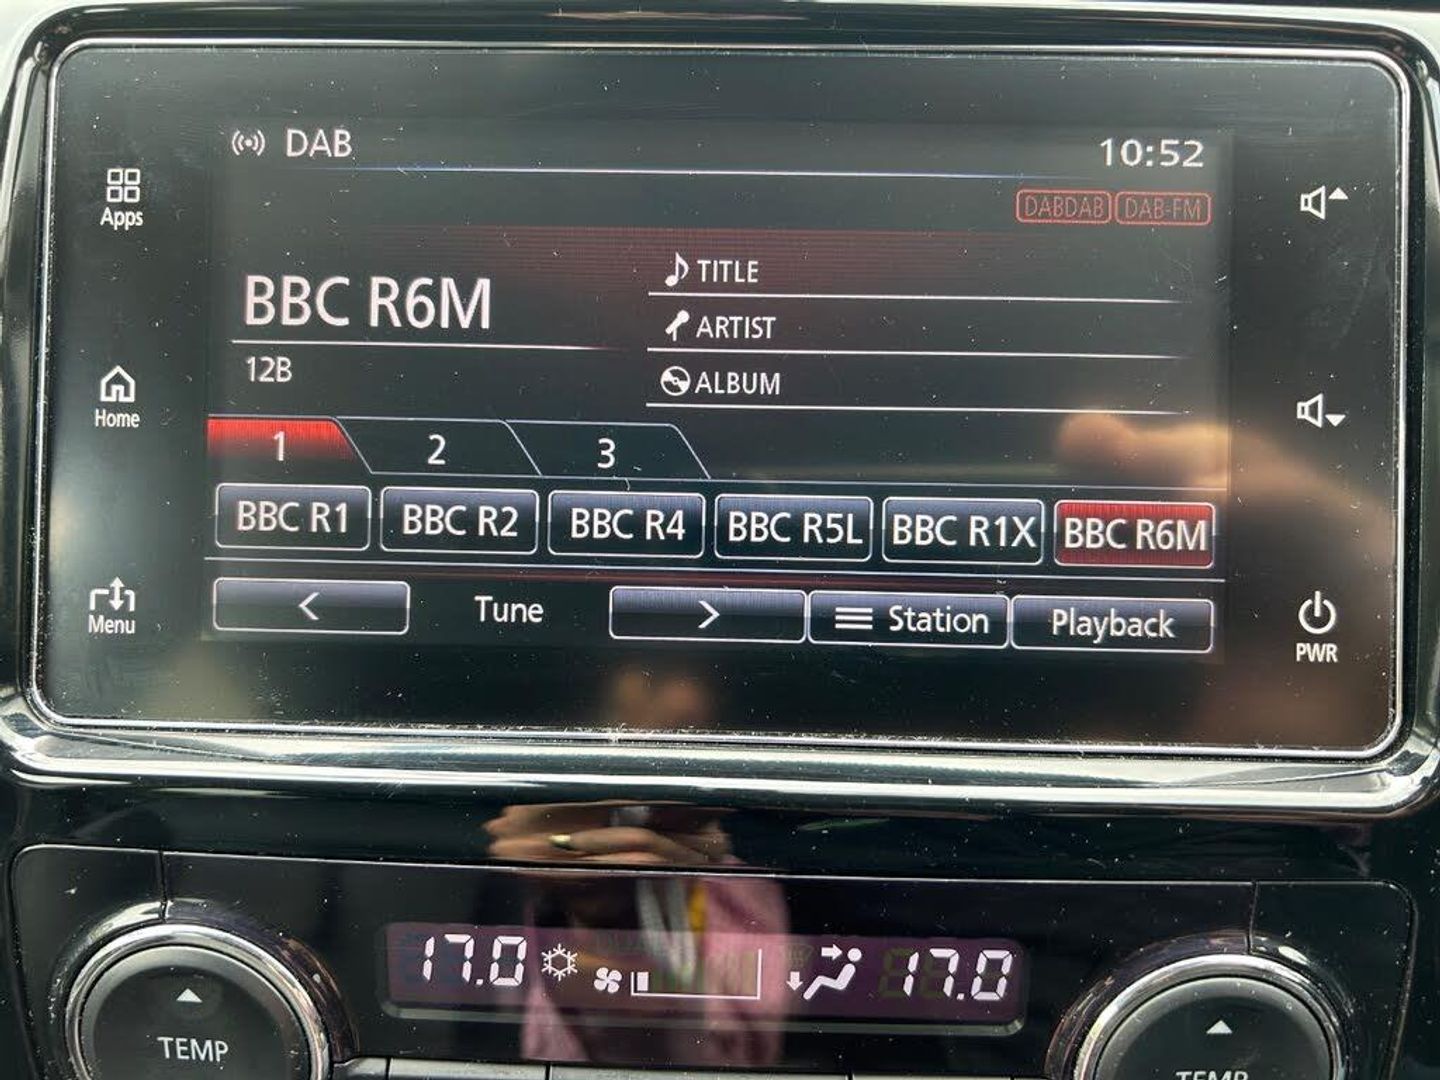 DAB
10:52
Apps
DABDAB DAB-FM
TITLE
BBC R6M
ARTIST
12B
ALBUM
Home
1 2 3
BBC R1 BBC R2 BBC R4 BBC R5L BBC R1X BBC R6M
< Tune > Station Playback
Menu
PWR
17.0 17.0
TEMP TEMP